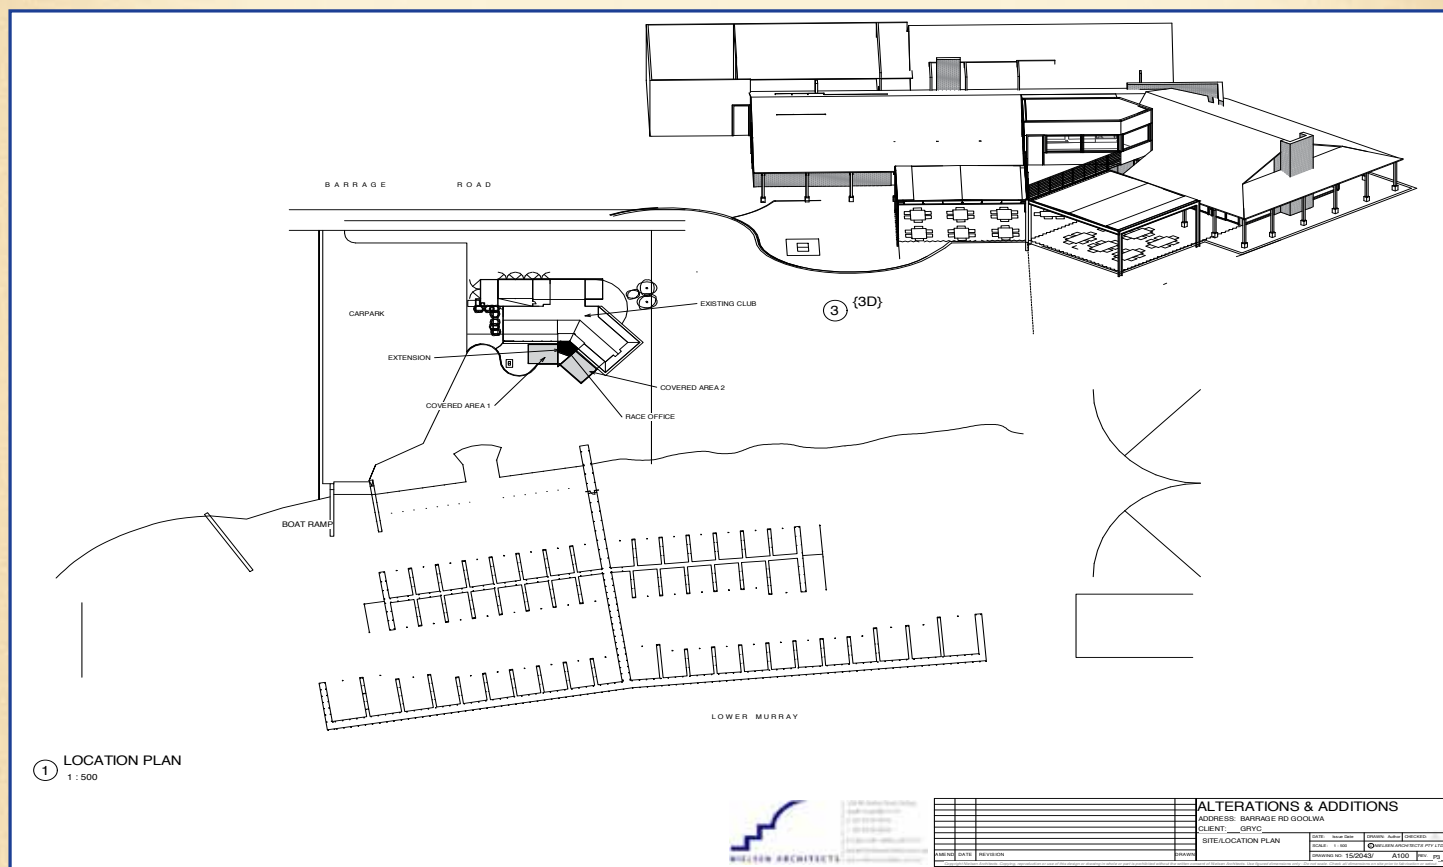 BARRAGE ROAD
CARPARK
EXISTING CLUB
EXTENSION
COVERED AREA 1
COVERED AREA 2
RACE OFFICE
3 {3D}
BOAT RAMP
LOWER MURRAY
1 LOCATION PLAN
1 : 500
NIELSEN ARCHITECTS
AMEND DATE REVISION DRAWN
ALTERATIONS & ADDITIONS
ADDRESS: BARRAGE RD GOOLWA
CLIENT: GRYC
SITE/LOCATION PLAN
DATE: Issue Date DRAWN: Author CHECKED:
SCALE: 1 : 500 © NIELSEN ARCHITECTS PTY LTD
DRAWING NO: 15/2043/ A100 REV: